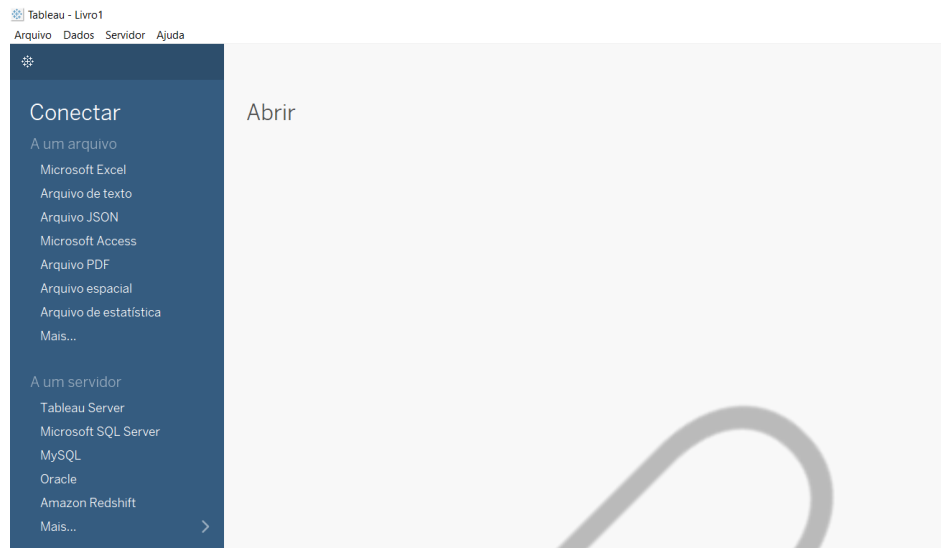 Tableau - Livro1
Arquivo Dados Servidor Ajuda
Conectar
A um arquivo
Microsoft Excel
Arquivo de texto
Arquivo JSON
Microsoft Access
Arquivo PDF
Arquivo espacial
Arquivo de estatística
Mais...
A um servidor
Tableau Server
Microsoft SQL Server
MySQL
Oracle
Amazon Redshift
Mais...
Abrir